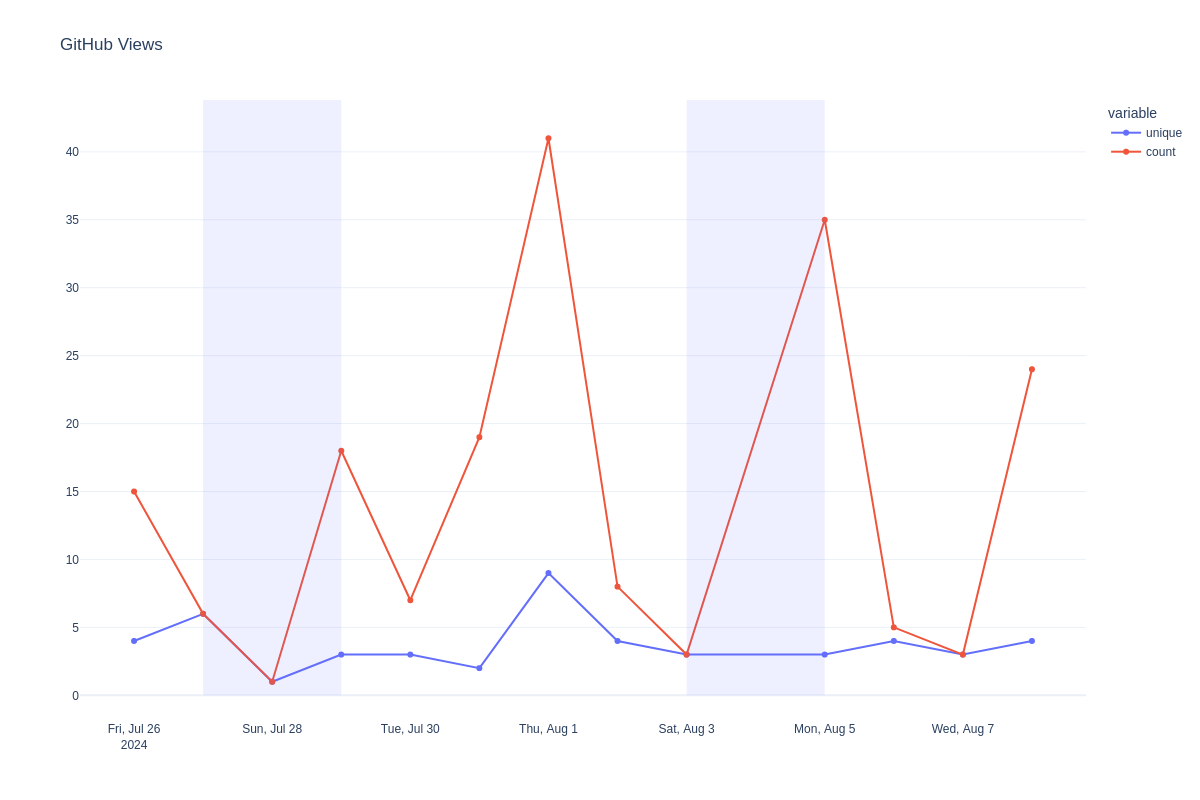 GitHub Views
variable
unique
count
40
35
30
25
20
15
10
5
0
Fri, Jul 26
2024
Sun, Jul 28
Tue, Jul 30
Thu, Aug 1
Sat, Aug 3
Mon, Aug 5
Wed, Aug 7